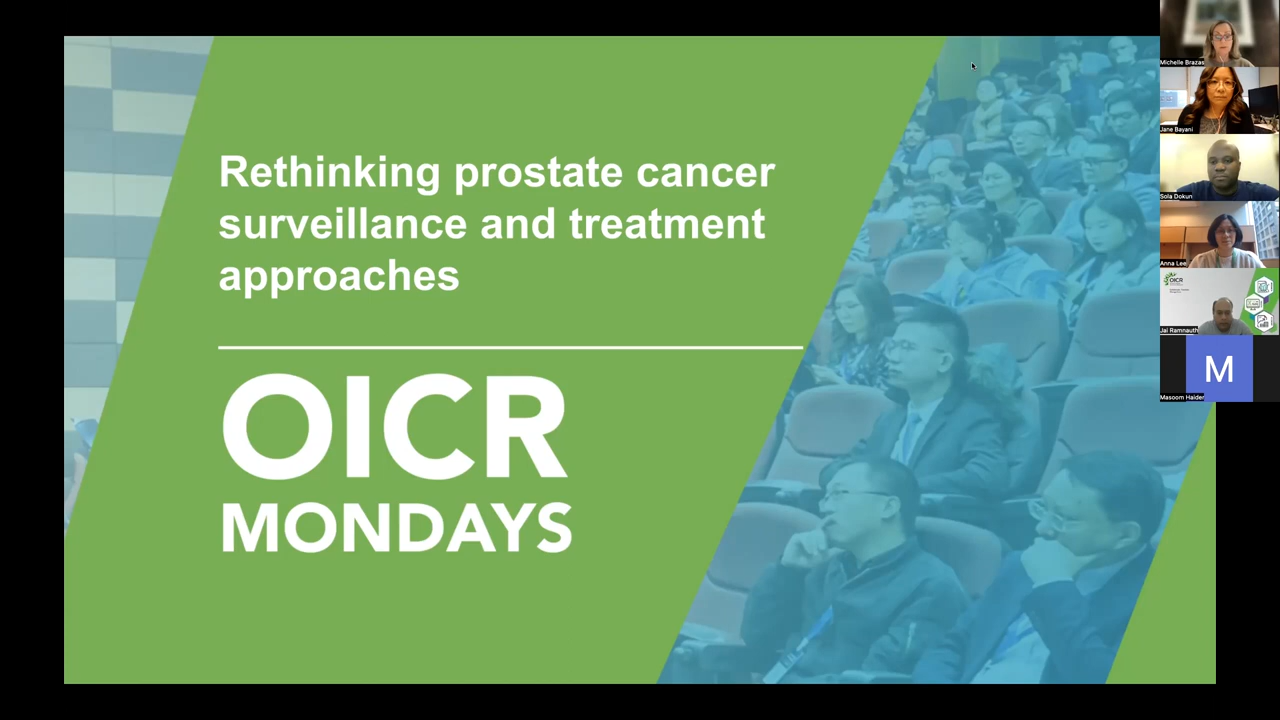 Rethinking prostate cancer
surveillance and treatment
approaches
OICR
MONDAYS
Michelle Brazas
Jane Bayani
Sola Dokun
Anna Lee
OICR
Jai Ramnauth
M
Masoom Haider